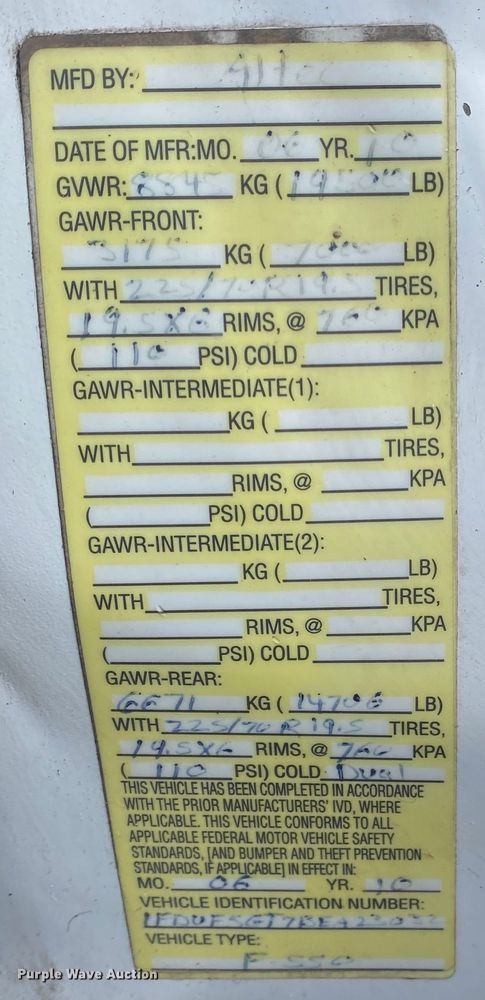 MFD BY: Altec
DATE OF MFR:MO. 06 YR. 10
GVWR: 8845 KG ( 19500 LB)
GAWR-FRONT:
3175 KG ( 7000 LB)
WITH 225/70R19.5 TIRES,
19.5X6 RIMS, @ 760 KPA
( 110 PSI) COLD
GAWR-INTERMEDIATE(1):
KG ( LB)
WITH TIRES,
RIMS, @ KPA
( PSI) COLD
GAWR-INTERMEDIATE(2):
KG ( LB)
WITH TIRES,
RIMS, @ KPA
( PSI) COLD
GAWR-REAR:
6671 KG ( 14706 LB)
WITH 225/70R19.5 TIRES,
19.5X6 RIMS, @ 760 KPA
( 110 PSI) COLD Dual
THIS VEHICLE HAS BEEN COMPLETED IN ACCORDANCE
WITH THE PRIOR MANUFACTURERS' IVD, WHERE
APPLICABLE. THIS VEHICLE CONFORMS TO ALL
APPLICABLE FEDERAL MOTOR VEHICLE SAFETY
STANDARDS, [AND BUMPER AND THEFT PREVENTION
STANDARDS, IF APPLICABLE] IN EFFECT IN:
MO. 06 YR. 10
VEHICLE IDENTIFICATION NUMBER:
VEHICLE TYPE:
F-550
Purple Wave Auction